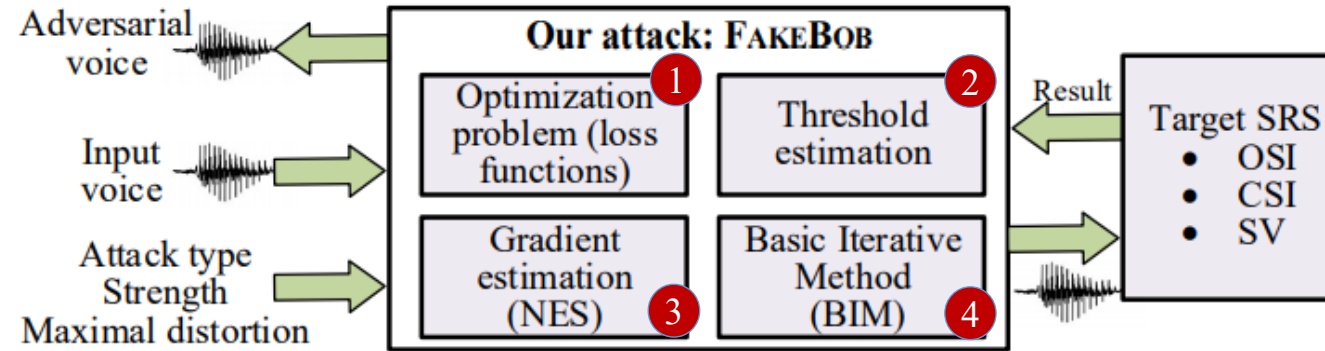 Adversarial
voice
Input
voice
Attack type
Strength
Maximal distortion
Our attack: FAKEBOB
1
Optimization
problem (loss
functions)
2
Threshold
estimation
Gradient
estimation
(NES)
3
Basic Iterative
Method
(BIM)
4
Result
Target SRS
• OSI
• CSI
• SV